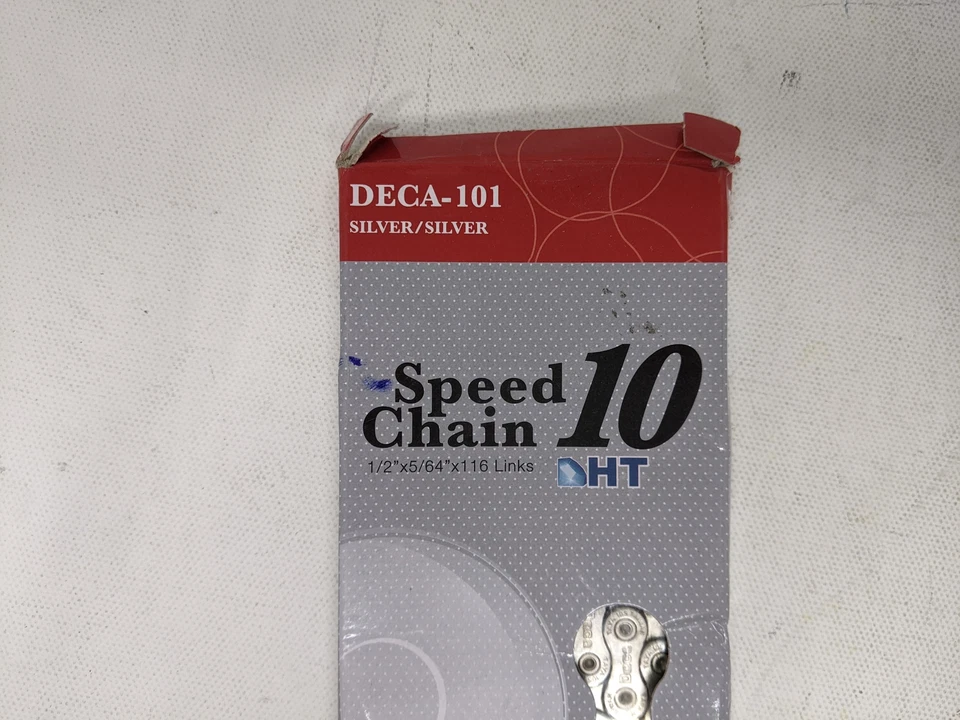 DECA-101
SILVER/SILVER
Speed 10
Chain
1/2"x5/64"x116 Links
DHT